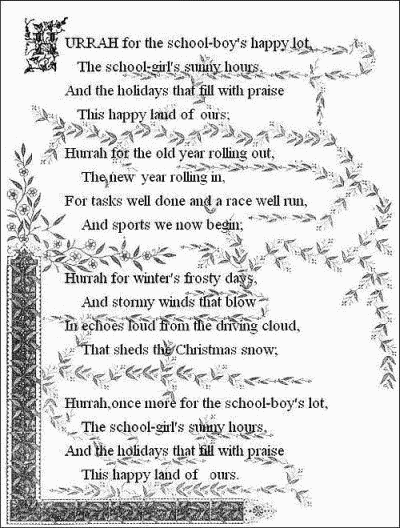 HURRAH for the school-boy's happy lot,
The school-girl's sunny hours,
And the holidays that fill with praise
This happy land of ours;
Hurrah for the old year rolling out,
The new year rolling in,
For tasks well done and a race well run,
And sports we now begin;
Hurrah for winter's frosty days,
And stormy winds that blow
In echoes loud from the driving cloud,
That sheds the Christmas snow;
Hurrah,once more for the school-boy's lot,
The school-girl's sunny hours,
And the holidays that fill with praise
This happy land of ours.